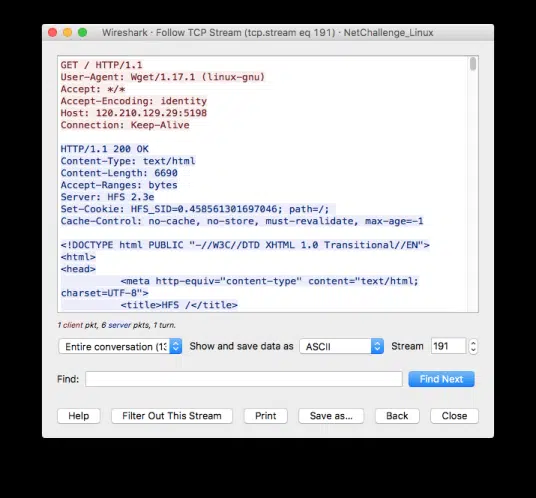 Wireshark · Follow TCP Stream (tcp.stream eq 191) · NetChallenge_Linux
GET / HTTP/1.1
User-Agent: Wget/1.17.1 (linux-gnu)
Accept: */*
Accept-Encoding: identity
Host: 120.210.129.29:5198
Connection: Keep-Alive
HTTP/1.1 200 OK
Content-Type: text/html
Content-Length: 6690
Accept-Ranges: bytes
Server: HFS 2.3e
Set-Cookie: HFS_SID=0.458561301697046; path=/;
Cache-Control: no-cache, no-store, must-revalidate, max-age=-1
<!DOCTYPE html PUBLIC "-//W3C//DTD XHTML 1.0 Transitional//EN">
<html>
<head>
<meta http-equiv="content-type" content="text/html;
charset=UTF-8">
<title>HFS /</title>
1 client pkt, 6 server pkts, 1 turn.
Entire conversation (13 Show and save data as ASCII Stream 191
Find: Find Next
Help Filter Out This Stream Print Save as... Back Close